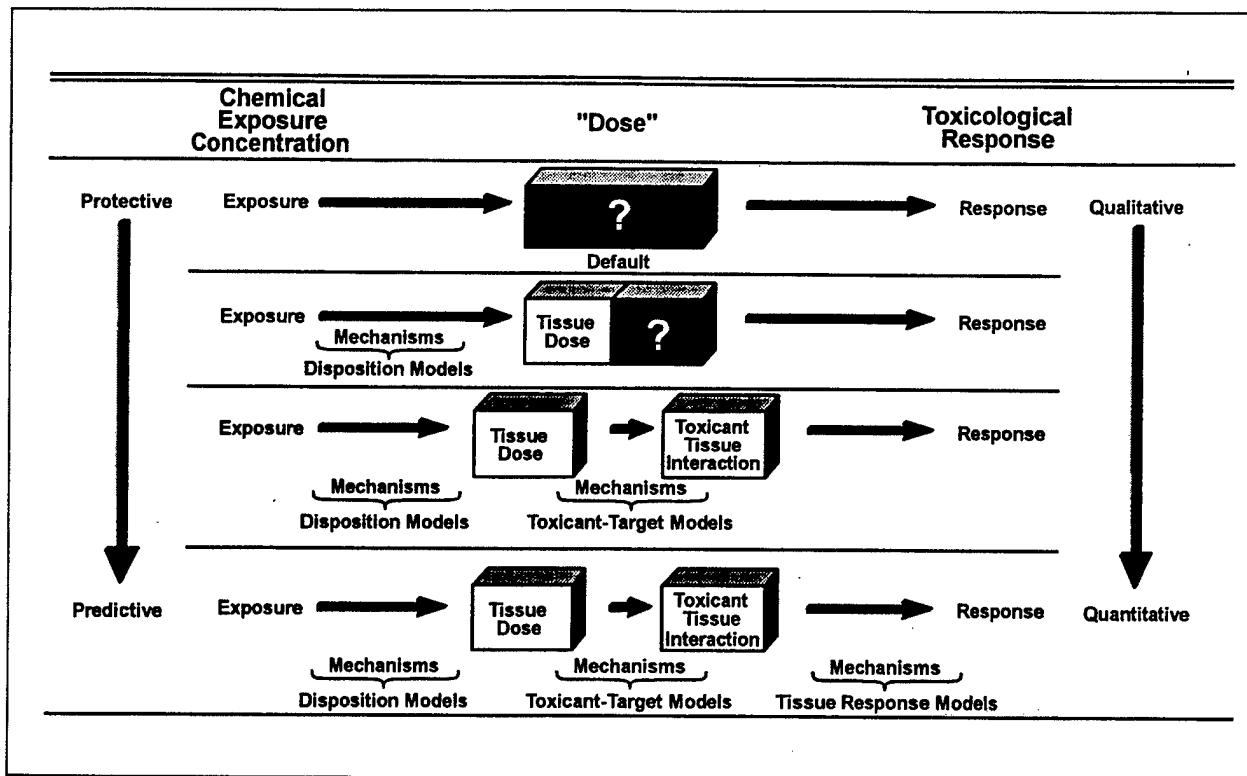 Chemical
Exposure
Concentration
"Dose"
Toxicological
Response
Protective
Exposure
?
Response
Qualitative
Default
Exposure
Tissue
Dose
?
Response
Mechanisms
Disposition Models
Exposure
Tissue
Dose
Toxicant
Tissue
Interaction
Response
Mechanisms
Mechanisms
Disposition Models
Toxicant-Target Models
Predictive
Exposure
Tissue
Dose
Toxicant
Tissue
Interaction
Response
Quantitative
Mechanisms
Mechanisms
Mechanisms
Disposition Models
Toxicant-Target Models
Tissue Response Models